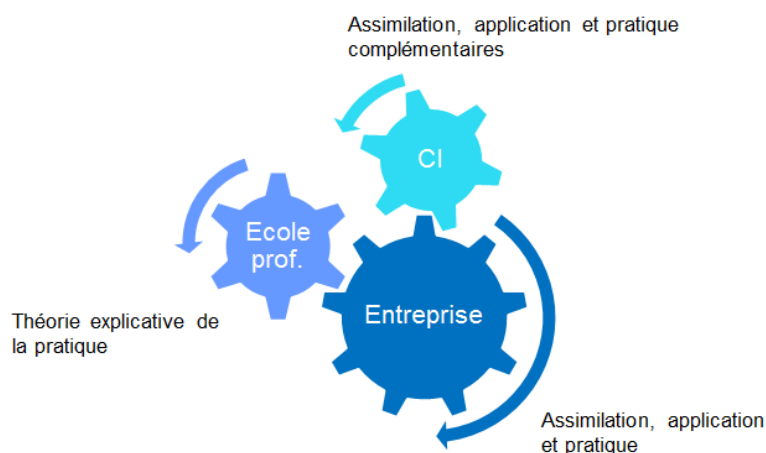 Assimilation, application et pratique
complémentaires
CI
Ecole
prof.
Entreprise
Théorie explicative de
la pratique
Assimilation, application
et pratique